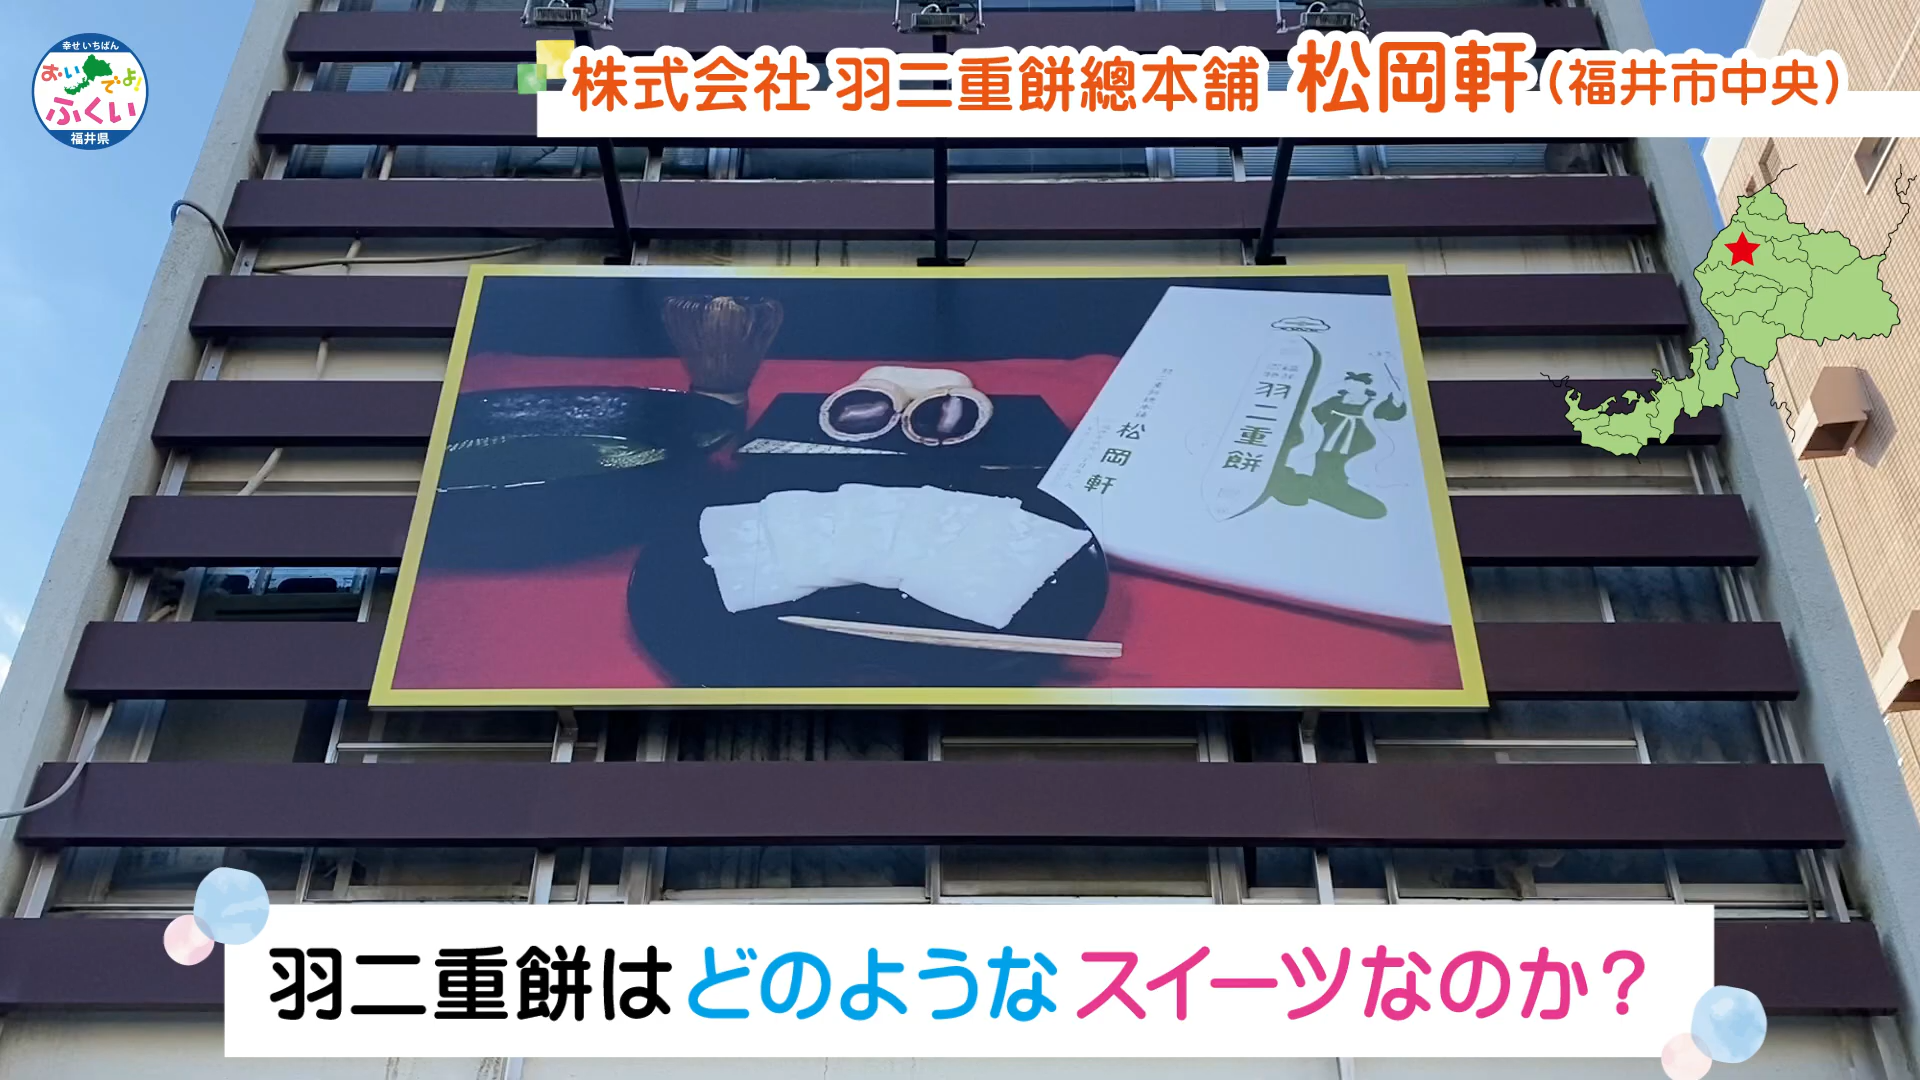 幸せいちばん
おいでよ!
ふくい
福井県
株式会社 羽二重餅總本舗 松岡軒(福井市中央)
羽二重餅
松岡軒
羽二重餅はどのようなスイーツなのか?